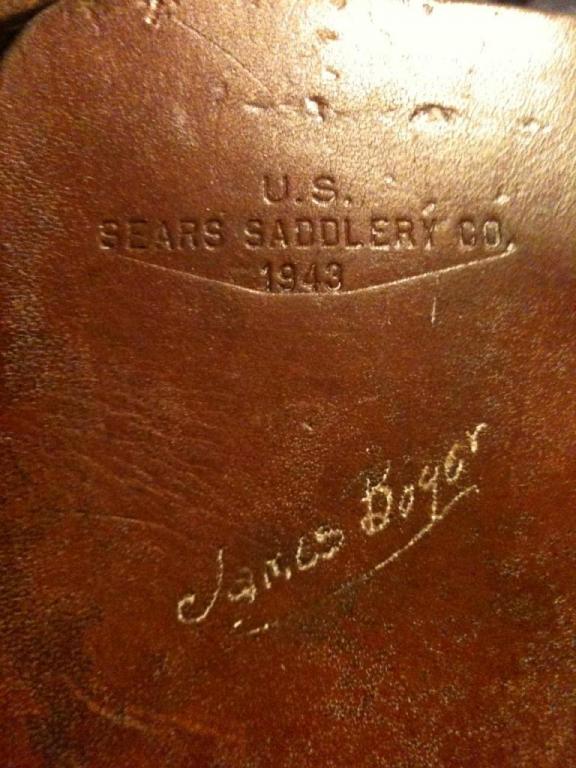 U.S.
SEARS SADDLERY CO.
1943
James Boyer